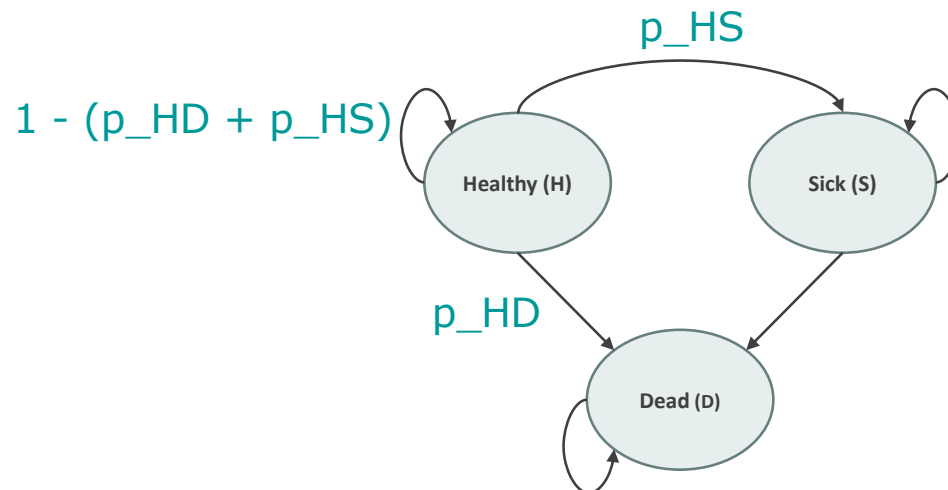 p_HS
1 - (p_HD + p_HS)
Healthy (H)
Sick (S)
p_HD
Dead (D)